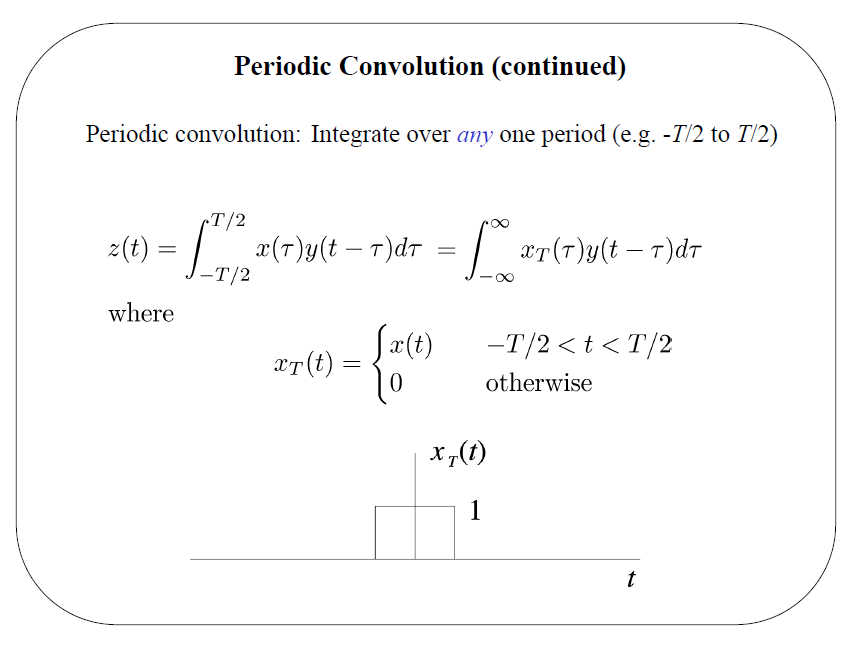 Periodic Convolution (continued)
Periodic convolution: Integrate over any one period (e.g. -T/2 to T/2)
z(t) = ∫_{-T/2}^{T/2} x(τ)y(t − τ)dτ = ∫_{-∞}^{∞} x_T(τ)y(t − τ)dτ
where
x_T(t) = { x(t) −T/2 < t < T/2
0 otherwise
x_T(t)
1
t